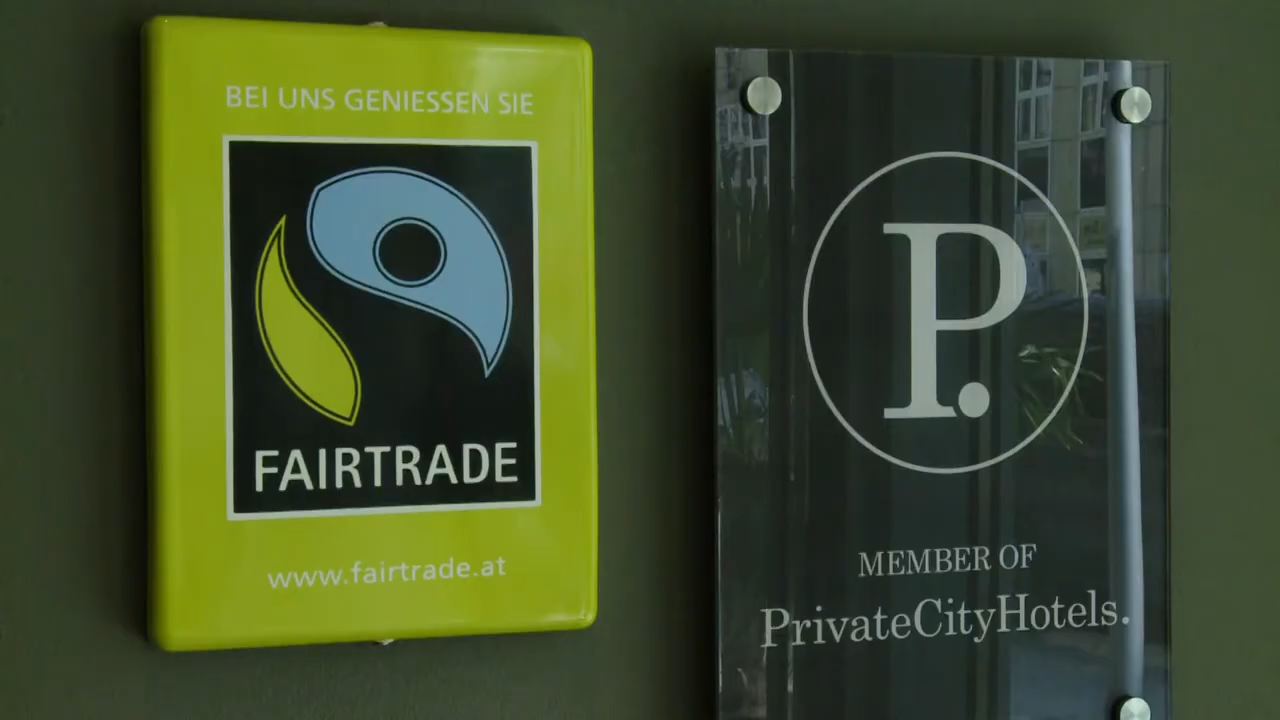 BEI UNS GENIESSEN SIE
FAIRTRADE
www.fairtrade.at
P.
MEMBER OF
PrivateCityHotels.